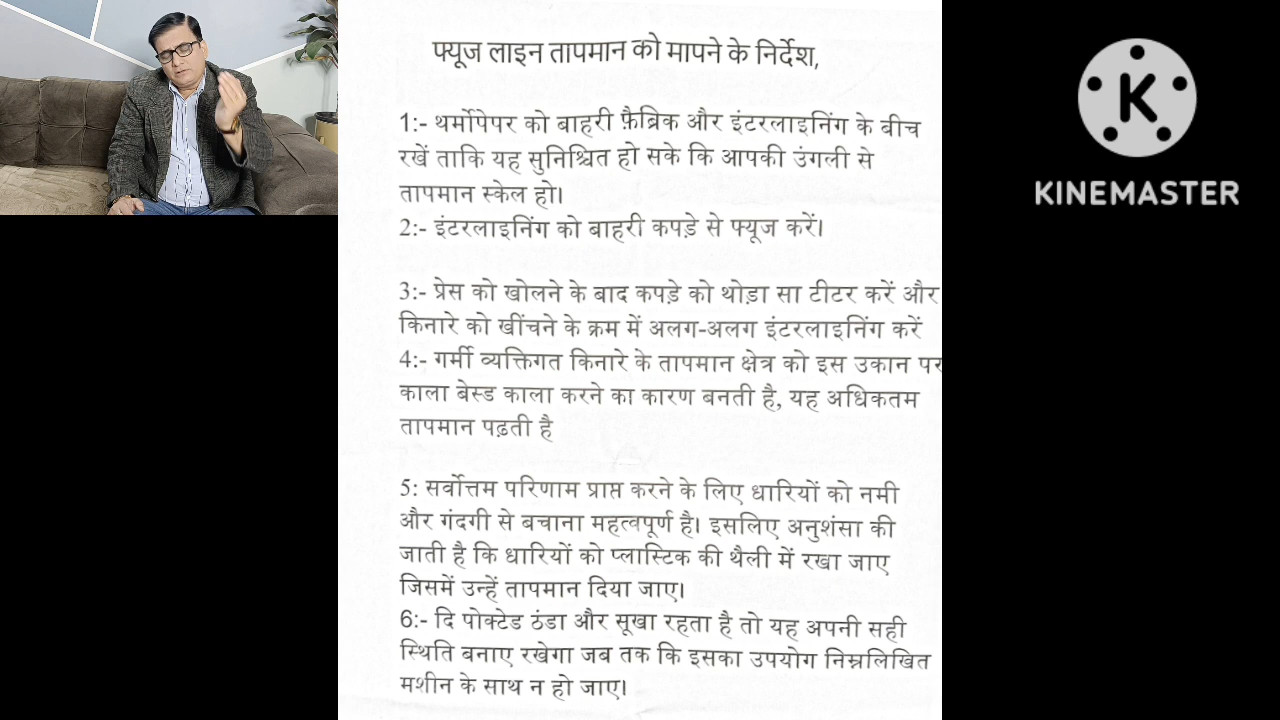 फ्यूज लाइन तापमान को मापने के निर्देश,
1:- थर्मोपेपर को बाहरी फ़ैब्रिक और इंटरलाइनिंग के बीच
रखें ताकि यह सुनिश्चित हो सके कि आपकी उंगली से
तापमान स्केल हो।
2:- इंटरलाइनिंग को बाहरी कपड़े से फ्यूज करें।
3:- प्रेस को खोलने के बाद कपड़े को थोड़ा सा टीटर करें और
किनारे को खींचने के क्रम में अलग-अलग इंटरलाइनिंग करें
4:- गर्मी व्यक्तिगत किनारे के तापमान क्षेत्र को इस उकान पर
काला बेस्ड काला करने का कारण बनती है, यह अधिकतम
तापमान पढ़ती है
5: सर्वोत्तम परिणाम प्राप्त करने के लिए धारियों को नमी
और गंदगी से बचाना महत्वपूर्ण है। इसलिए अनुशंसा की
जाती है कि धारियों को प्लास्टिक की थैली में रखा जाए
जिसमें उन्हें तापमान दिया जाए।
6:- दि पोक्टेड ठंडा और सूखा रहता है तो यह अपनी सही
स्थिति बनाए रखेगा जब तक कि इसका उपयोग निम्नलिखित
मशीन के साथ न हो जाए।
K
KINEMASTER